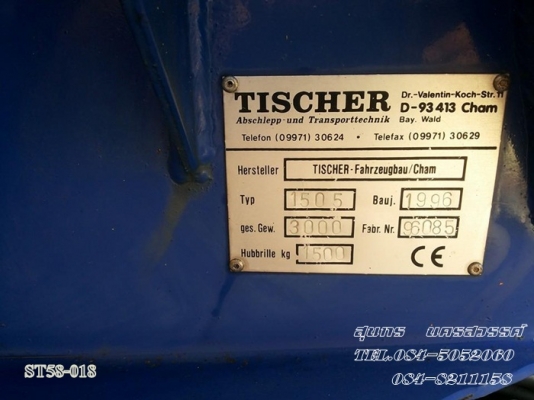 TISCHER
Dr.-Valentin-Koch-Str. 11
D-93413 Cham
Abschlepp-und Transporttechnik Bay. Wald
Telefon (09971) 30624 • Telefax (09971) 30629
Hersteller TISCHER-Fahrzeugbau/Cham
Typ 1505 Bauj. 1996
ges. Gew. 3000 Fabr. Nr. 96085
Hubbrille kg 1500 CE
สุนทร นครสวรรค์
TEL.084-5052060
084-8211158
ST58-018